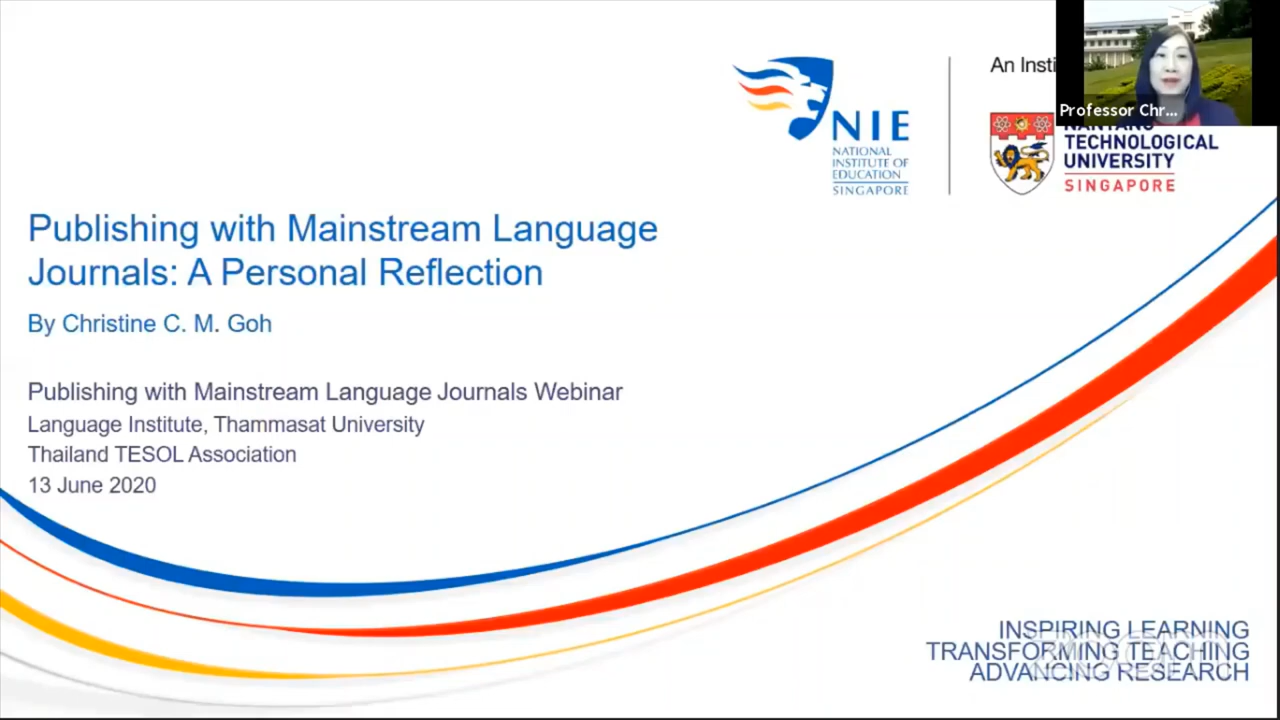 An Insti
Professor Chr...
NIE
NATIONAL
INSTITUTE OF
EDUCATION
SINGAPORE
NANYANG
TECHNOLOGICAL
UNIVERSITY
SINGAPORE
Publishing with Mainstream Language
Journals: A Personal Reflection
By Christine C. M. Goh
Publishing with Mainstream Language Journals Webinar
Language Institute, Thammasat University
Thailand TESOL Association
13 June 2020
INSPIRING LEARNING
TRANSFORMING TEACHING
ADVANCING RESEARCH
zoom